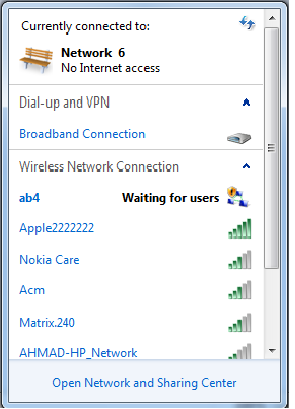 Currently connected to:
Network 6
No Internet access
Dial-up and VPN
Broadband Connection
Wireless Network Connection
ab4 Waiting for users
Apple2222222
Nokia Care
Acm
Matrix.240
AHMAD-HP_Network
Open Network and Sharing Center